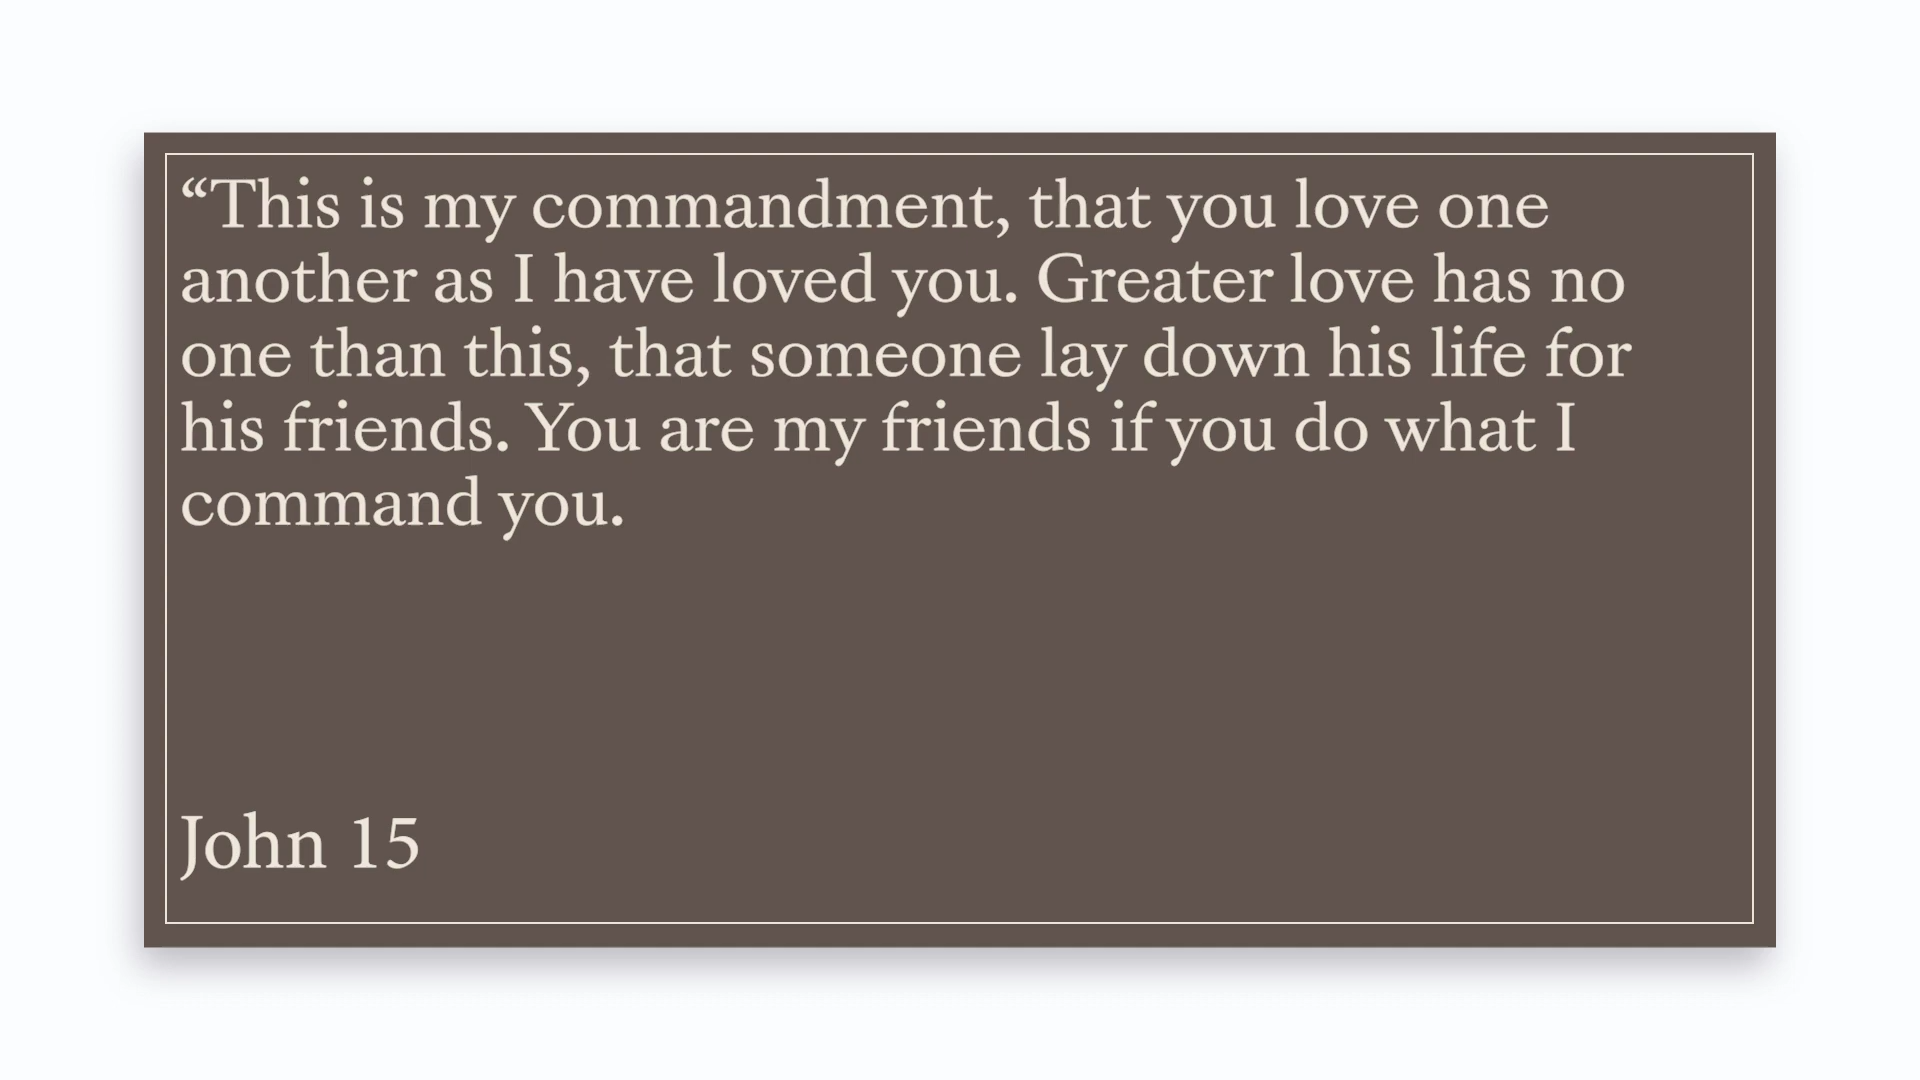 “This is my commandment, that you love one
another as I have loved you. Greater love has no
one than this, that someone lay down his life for
his friends. You are my friends if you do what I
command you.
John 15